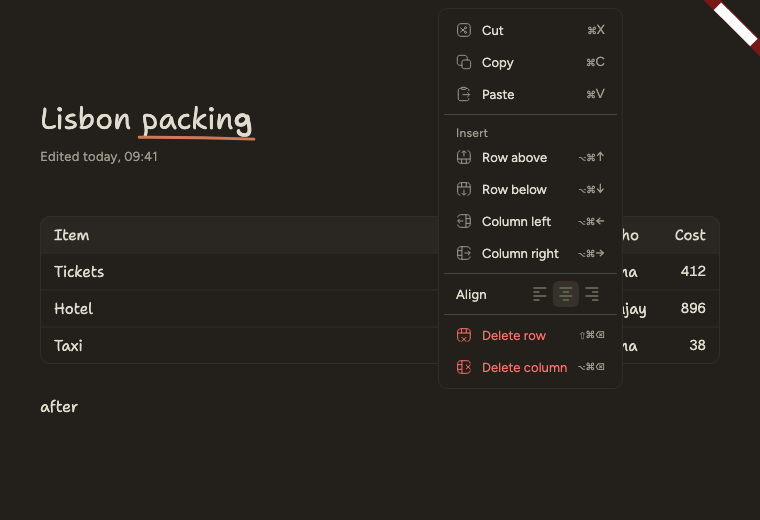 Cut ⌘X
Copy ⌘C
Paste ⌘V
Lisbon packing
Edited today, 09:41
Insert
Row above ⌥⌘↑
Row below ⌥⌘↓
Column left ⌥⌘←
Column right ⌥⌘→
Align
Delete row ⇧⌘⌫
Delete column ⌥⌘⌫
Item Cost
Tickets 412
Hotel 896
Taxi 38
after